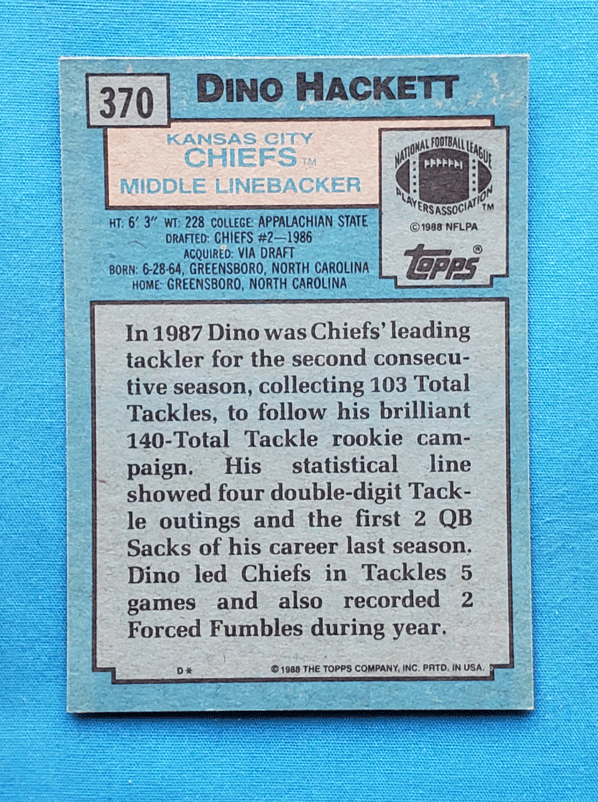 370
DINO HACKETT
KANSAS CITY
CHIEFS™
MIDDLE LINEBACKER
NATIONAL FOOTBALL LEAGUE
PLAYERS ASSOCIATION™
©1988 NFLPA
Topps®
HT: 6' 3" WT: 228 COLLEGE: APPALACHIAN STATE
DRAFTED: CHIEFS #2—1986
ACQUIRED: VIA DRAFT
BORN: 6-28-64, GREENSBORO, NORTH CAROLINA
HOME: GREENSBORO, NORTH CAROLINA
In 1987 Dino was Chiefs' leading
tackler for the second consecu-
tive season, collecting 103 Total
Tackles, to follow his brilliant
140-Total Tackle rookie cam-
paign. His statistical line
showed four double-digit Tack-
le outings and the first 2 QB
Sacks of his career last season.
Dino led Chiefs in Tackles 5
games and also recorded 2
Forced Fumbles during year.
D* © 1988 THE TOPPS COMPANY, INC. PRTD. IN USA.